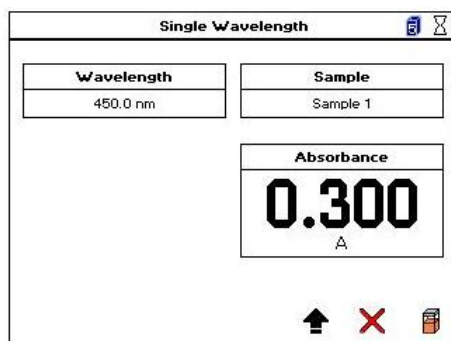 Single Wavelength
Wavelength
450.0 nm
Sample
Sample 1
Absorbance
0.300
A